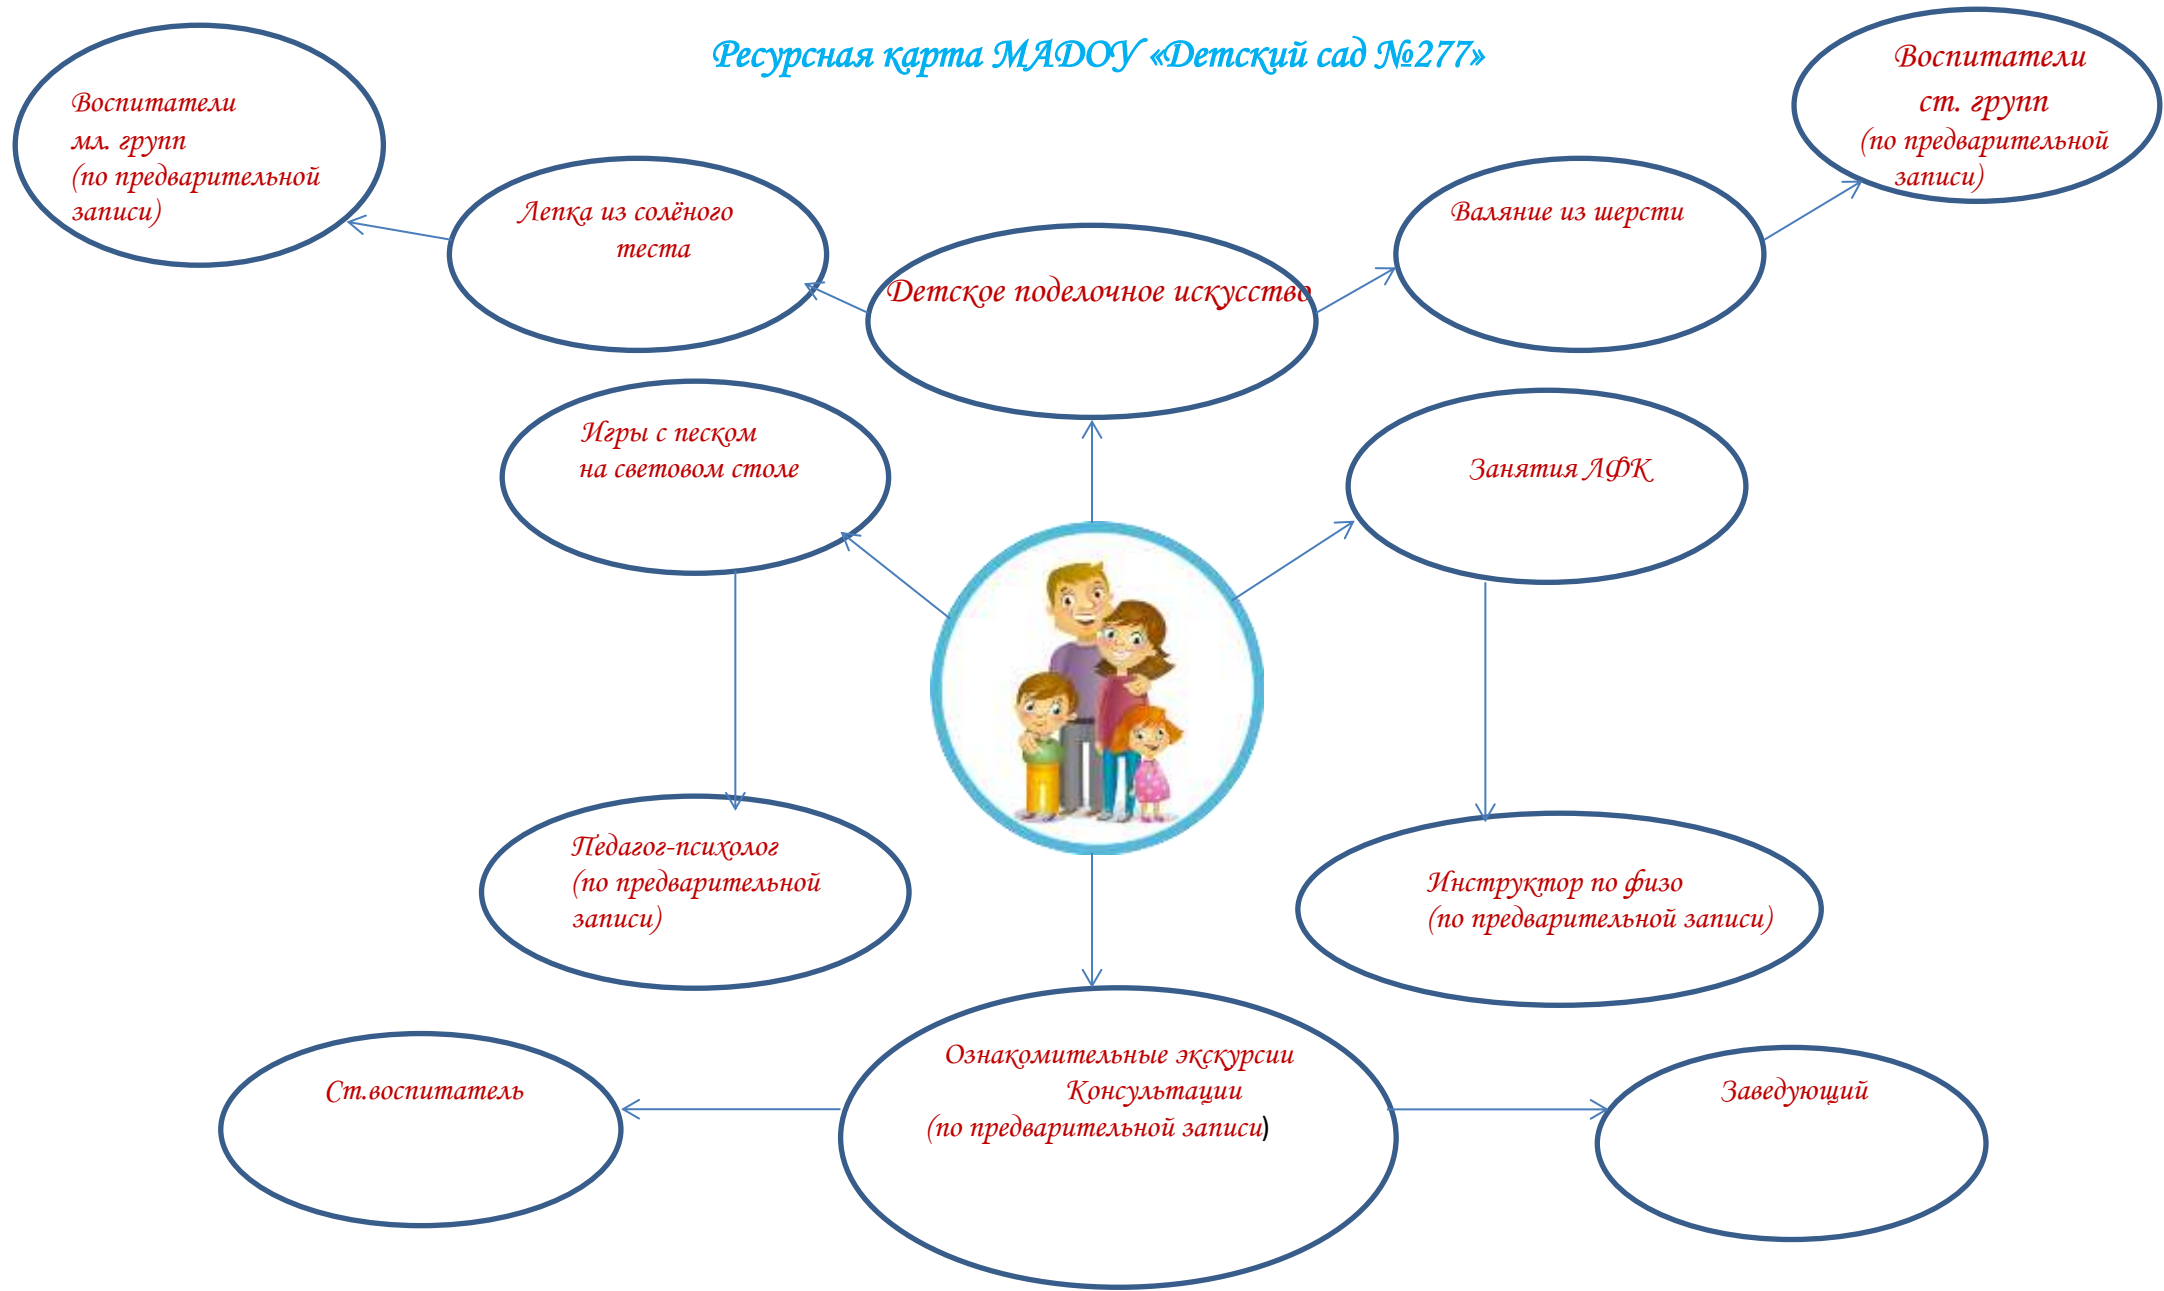 Ресурсная карта МАДОУ «Детский сад №277»
Воспитатели
мл. групп
(по предварительной
записи)
Лепка из солёного
теста
Детское поделочное искусство
Валяние из шерсти
Воспитатели
ст. групп
(по предварительной
записи)
Игры с песком
на световом столе
Занятия ЛФК
Педагог-психолог
(по предварительной
записи)
Инструктор по физо
(по предварительной записи)
Ст.воспитатель
Ознакомительные экскурсии
Консультации
(по предварительной записи)
Заведующий